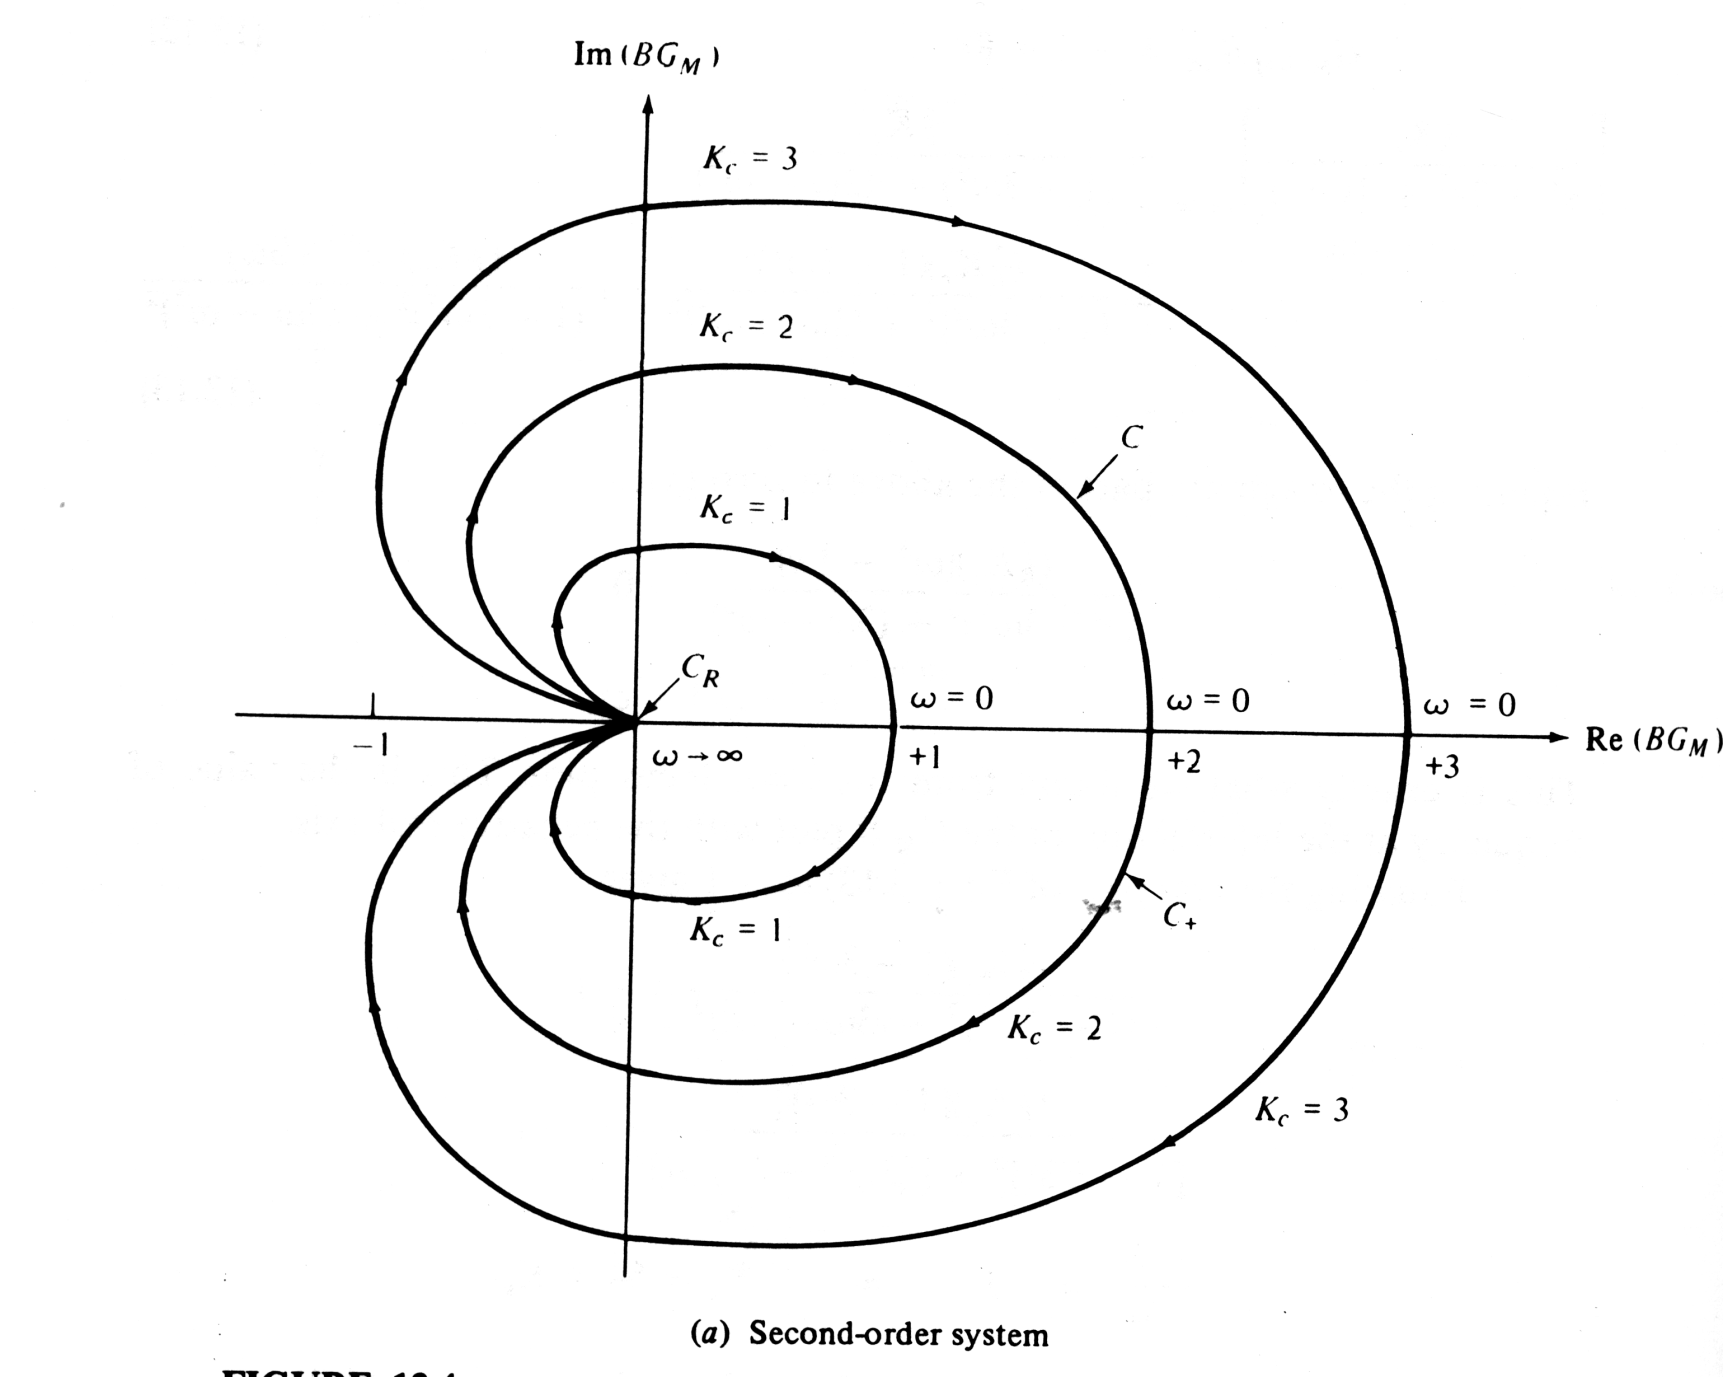 Im (BG_M)
K_c = 3
K_c = 2
C
K_c = 1
C_R
ω = 0
ω = 0
ω = 0
Re (BG_M)
−1
ω → ∞
+1
+2
+3
C_+
K_c = 1
K_c = 2
K_c = 3
(a) Second-order system